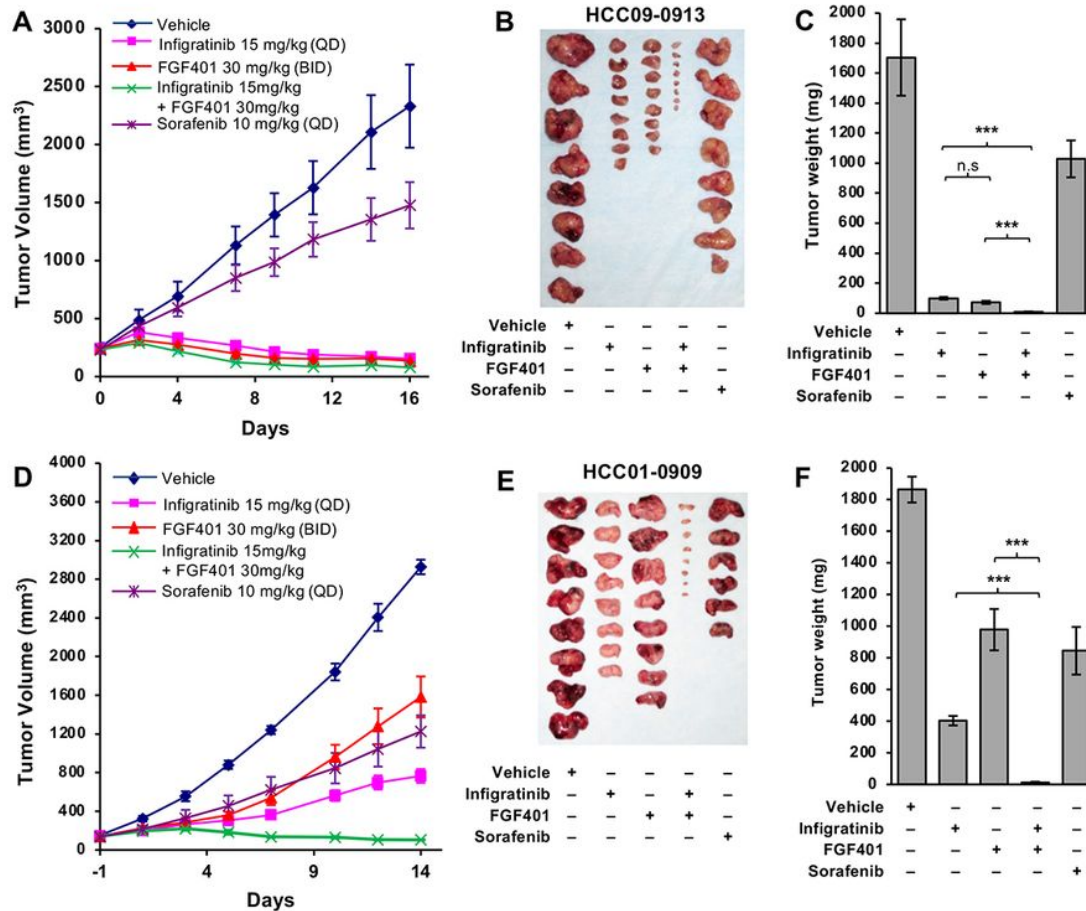 A
Tumor Volume (mm³)
3000
2500
2000
1500
1000
500
0
0 4 8 12 16
Days
Vehicle
Infigratinib 15 mg/kg (QD)
FGF401 30 mg/kg (BID)
Infigratinib 15mg/kg
+ FGF401 30mg/kg
Sorafenib 10 mg/kg (QD)
B
HCC09-0913
Vehicle + – – – –
Infigratinib – + – + –
FGF401 – – + + –
Sorafenib – – – – +
C
Tumor weight (mg)
2000
1800
1600
1400
1200
1000
800
600
400
200
0
***
n.s
***
Vehicle + – – – –
Infigratinib – + – + –
FGF401 – – + + –
Sorafenib – – – – +
D
Tumor Volume (mm³)
4000
3600
3200
2800
2400
2000
1600
1200
800
400
0
-1 4 9 14
Days
Vehicle
Infigratinib 15 mg/kg (QD)
FGF401 30 mg/kg (BID)
Infigratinib 15mg/kg
+ FGF401 30mg/kg
Sorafenib 10 mg/kg (QD)
E
HCC01-0909
Vehicle + – – – –
Infigratinib – + – + –
FGF401 – – + + –
Sorafenib – – – – +
F
Tumor weight (mg)
2000
1800
1600
1400
1200
1000
800
600
400
200
0
***
***
Vehicle + – – – –
Infigratinib – + – + –
FGF401 – – + + –
Sorafenib – – – – +